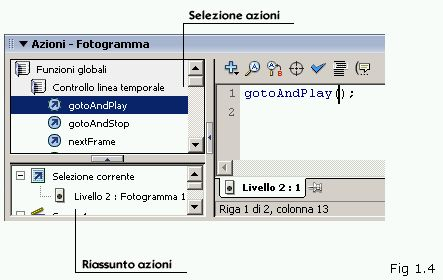 Selezione azioni
Azioni - Fotogramma
Funzioni globali
Controllo linea temporale
gotoAndPlay
gotoAndStop
nextFrame
1 gotoAndPlay();
2
Selezione corrente
Livello 2 : Fotogramma 1
Livello 2 : 1
Riga 1 di 2, colonna 13
Riassunto azioni
Fig 1.4